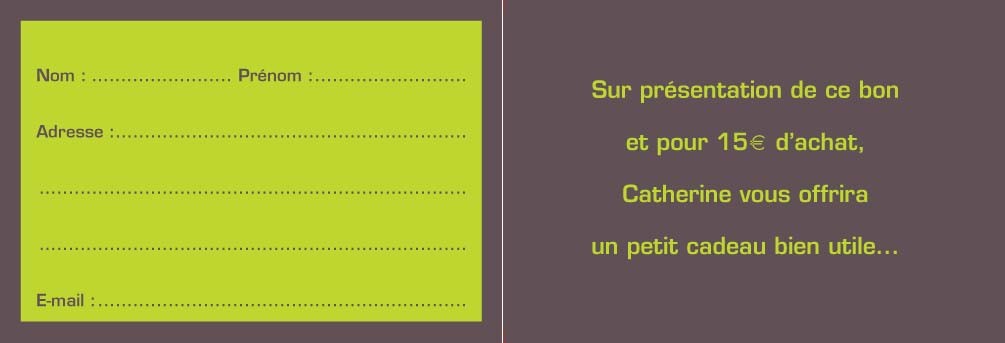 Nom : ........................ Prénom :..........................
Adresse :............................................................
.........................................................................
.........................................................................
E-mail :...............................................................
Sur présentation de ce bon
et pour 15€ d'achat,
Catherine vous offrira
un petit cadeau bien utile...